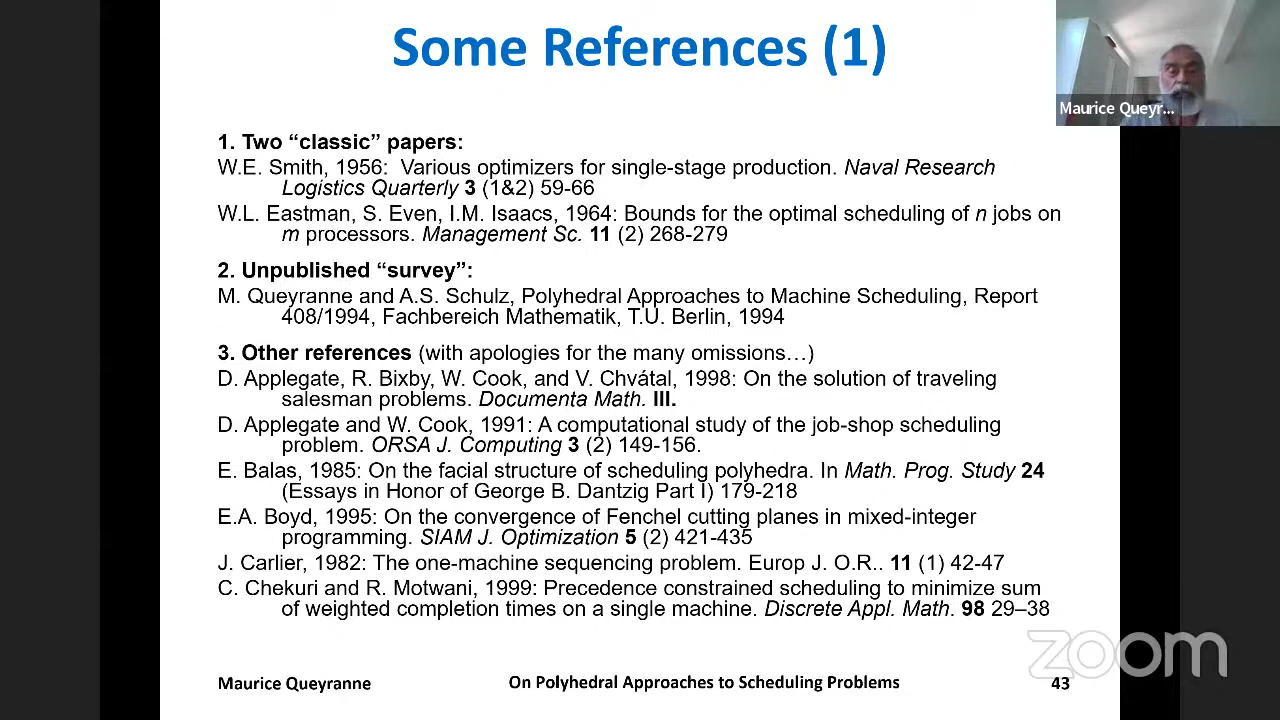 Some References (1)
Maurice Queyr...
1. Two “classic” papers:
W.E. Smith, 1956:  Various optimizers for single-stage production. Naval Research
Logistics Quarterly 3 (1&2) 59-66
W.L. Eastman, S. Even, I.M. Isaacs, 1964: Bounds for the optimal scheduling of n jobs on
m processors. Management Sc. 11 (2) 268-279
2. Unpublished “survey”:
M. Queyranne and A.S. Schulz, Polyhedral Approaches to Machine Scheduling, Report
408/1994, Fachbereich Mathematik, T.U. Berlin, 1994
3. Other references (with apologies for the many omissions…)
D. Applegate, R. Bixby, W. Cook, and V. Chvátal, 1998: On the solution of traveling
salesman problems. Documenta Math. III.
D. Applegate and W. Cook, 1991: A computational study of the job-shop scheduling
problem. ORSA J. Computing 3 (2) 149-156.
E. Balas, 1985: On the facial structure of scheduling polyhedra. In Math. Prog. Study 24
(Essays in Honor of George B. Dantzig Part I) 179-218
E.A. Boyd, 1995: On the convergence of Fenchel cutting planes in mixed-integer
programming. SIAM J. Optimization 5 (2) 421-435
J. Carlier, 1982: The one-machine sequencing problem. Europ J. O.R.. 11 (1) 42-47
C. Chekuri and R. Motwani, 1999: Precedence constrained scheduling to minimize sum
of weighted completion times on a single machine. Discrete Appl. Math. 98 29–38
zoom
Maurice Queyranne
On Polyhedral Approaches to Scheduling Problems
43